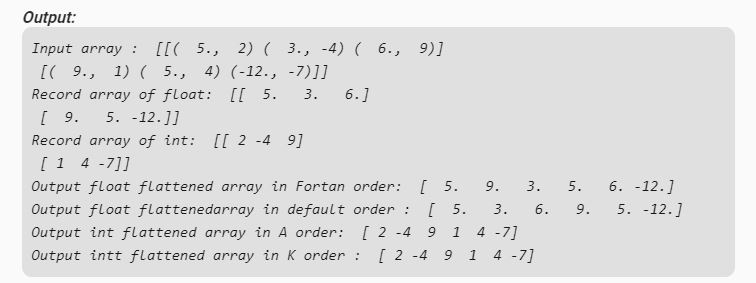 Output:
Input array :  [[(  5.,  2) (  3., -4) (  6.,  9)]
 [(  9.,  1) (  5.,  4) (-12., -7)]]
Record array of float:  [[  5.   3.   6.]
 [  9.   5. -12.]]
Record array of int:  [[ 2 -4  9]
 [ 1  4 -7]]
Output float flattened array in Fortan order:  [  5.   9.   3.   5.   6. -12.]
Output float flattenedarray in default order :  [  5.   3.   6.   9.   5. -12.]
Output int flattened array in A order:  [ 2 -4  9  1  4 -7]
Output intt flattened array in K order :  [ 2 -4  9  1  4 -7]